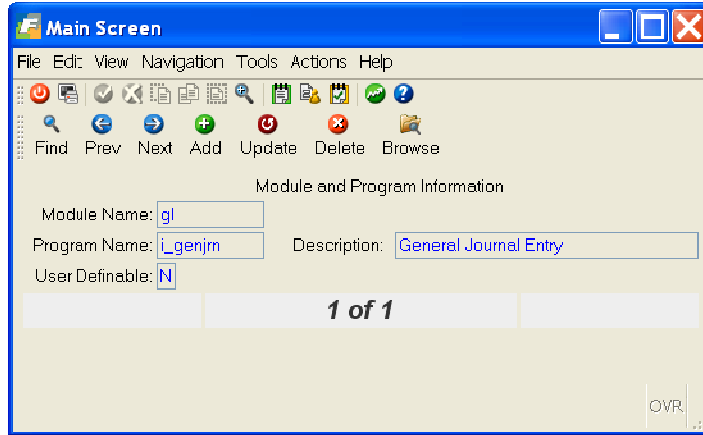 Main Screen
File Edit View Navigation Tools Actions Help
Find Prev Next Add Update Delete Browse
Module and Program Information
Module Name: gl
Program Name: i_genjrn Description: General Journal Entry
User Definable: N
1 of 1
OVR